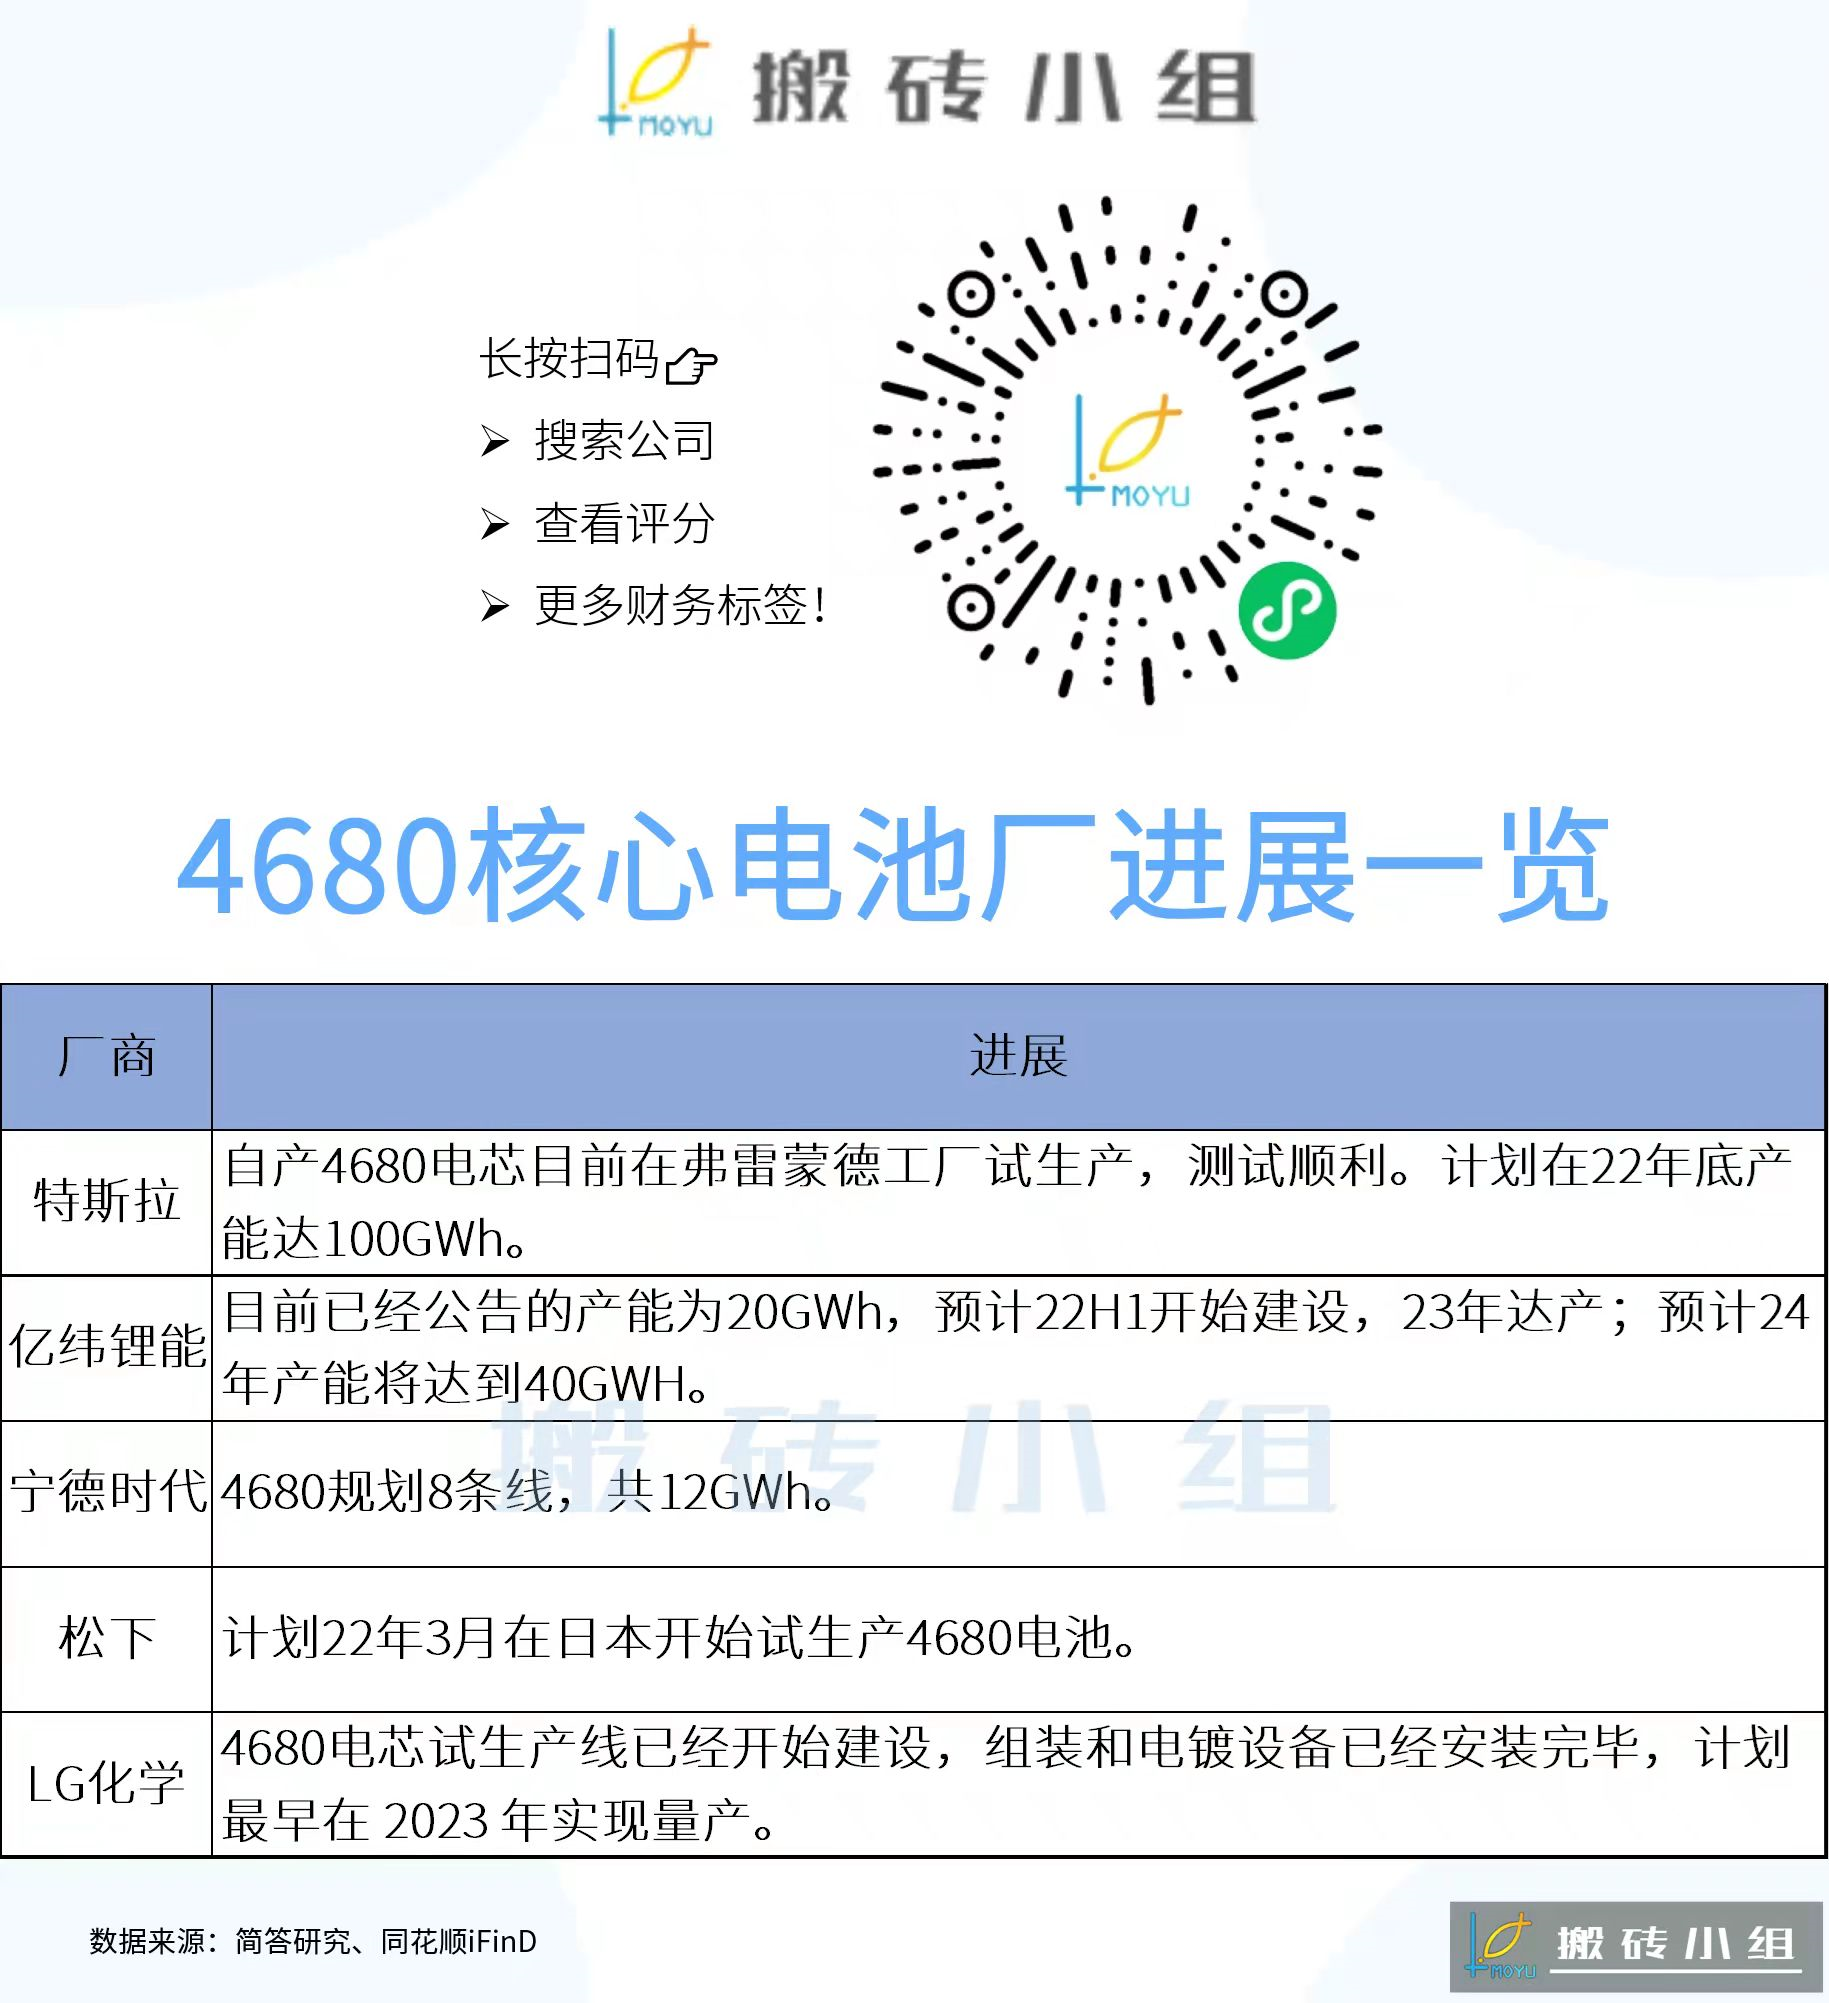 MOYU 搬砖小组
长按扫码
搜索公司
查看评分
更多财务标签！
MOYU
4680核心电池厂进展一览
厂商 进展
特斯拉 自产4680电芯目前在弗雷蒙德工厂试生产，测试顺利。计划在22年底产
能达100GWh。
亿纬锂能 目前已经公告的产能为20GWh，预计22H1开始建设，23年达产；预计24
年产能将达到40GWH。
宁德时代 4680规划8条线，共12GWh。
搬砖小组
松下 计划22年3月在日本开始试生产4680电池。
LG化学 4680电芯试生产线已经开始建设，组装和电镀设备已经安装完毕，计划
最早在 2023 年实现量产。
数据来源：简答研究、同花顺iFinD
MOYU 搬砖小组